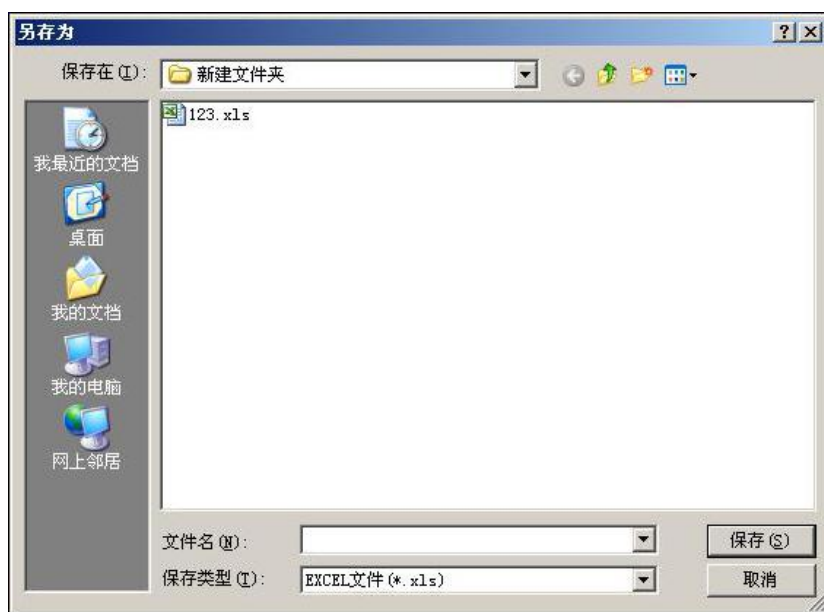 另存为
保存在(I):
新建文件夹
123.xls
我最近的文档
桌面
我的文档
我的电脑
网上邻居
文件名(N):
保存(S)
保存类型(T):
EXCEL文件(*.xls)
取消